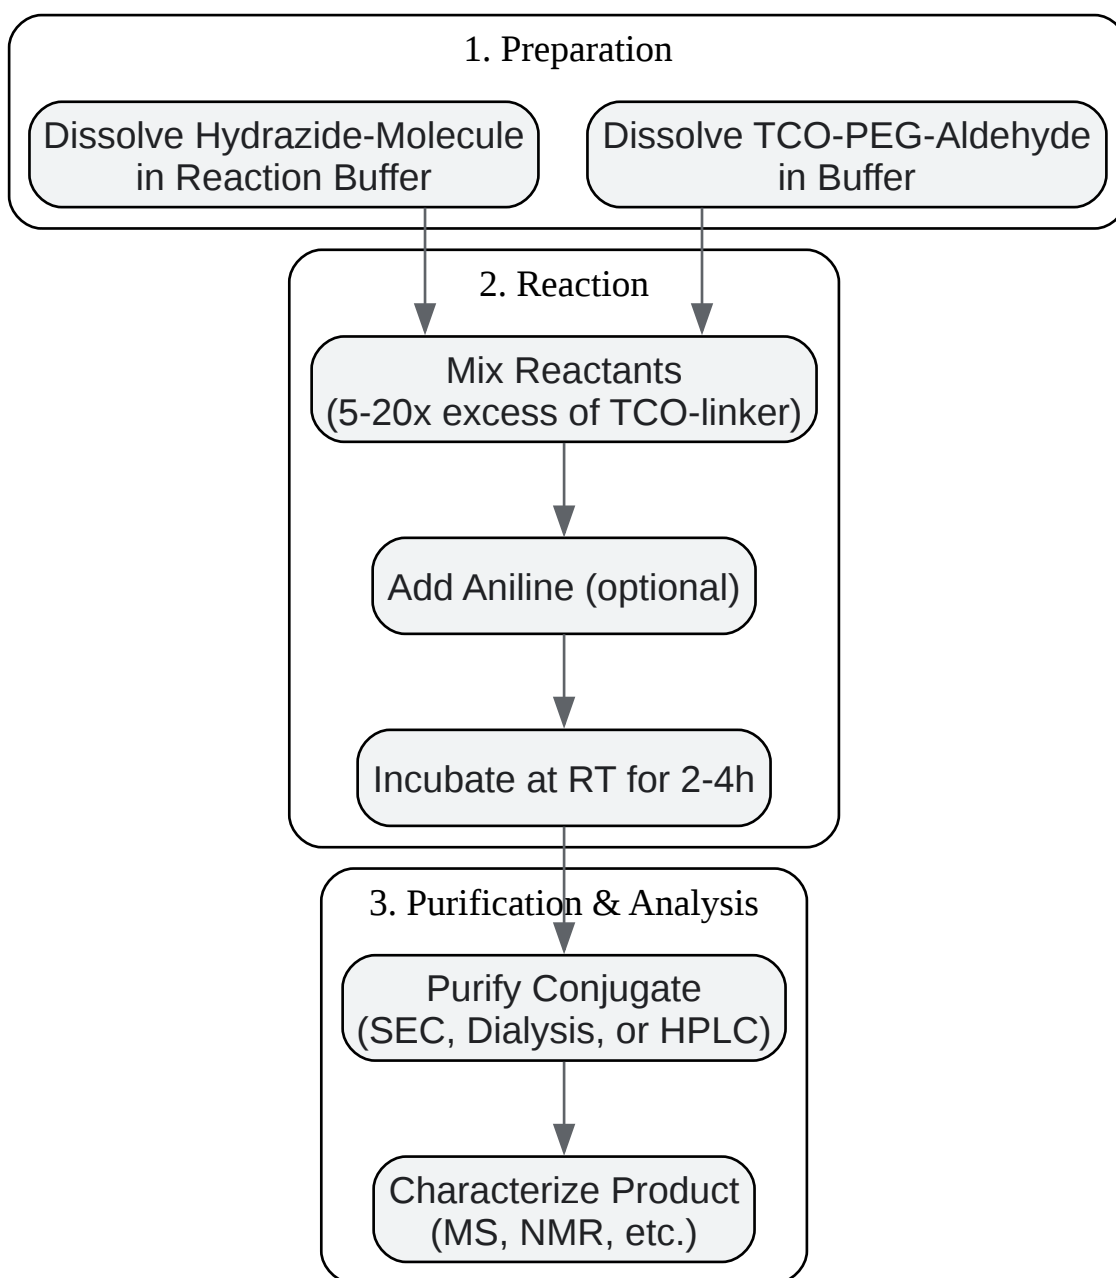 1. Preparation
Dissolve Hydrazide-Molecule
in Reaction Buffer
Dissolve TCO-PEG-Aldehyde
in Buffer
2. Reaction
Mix Reactants
(5-20x excess of TCO-linker)
Add Aniline (optional)
Incubate at RT for 2-4h
3. Purification & Analysis
Purify Conjugate
(SEC, Dialysis, or HPLC)
Characterize Product
(MS, NMR, etc.)